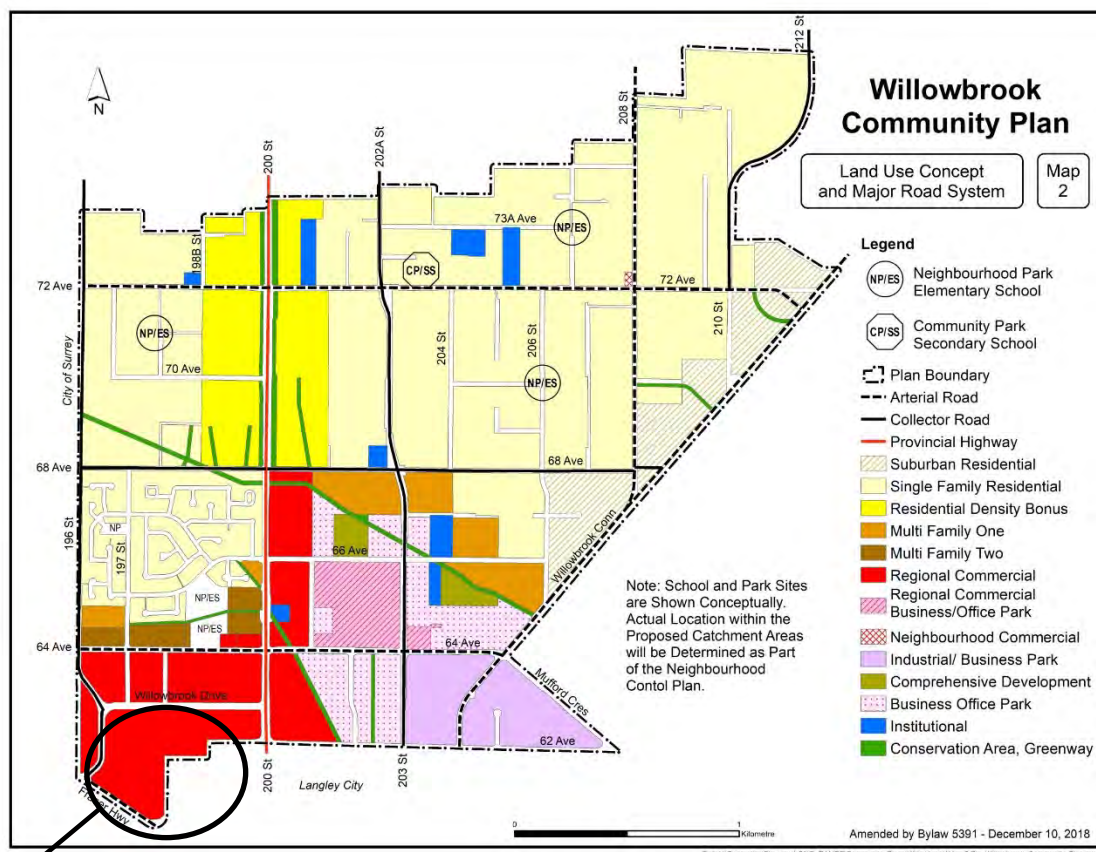 Willowbrook
Community Plan
Land Use Concept
and Major Road System
Map
2
N
200 St
202A St
208 St
212 St
198B St
73A Ave
NP/ES
CP/SS
72 Ave
72 Ave
NP/ES
204 St
206 St
210 St
City of Surrey
70 Ave
NP/ES
68 Ave
68 Ave
196 St
197 St
NP
66 Ave
NP/ES
NP/ES
64 Ave
64 Ave
Willowbrook Conn
Mufford Cres
Willowbrook Drive
62 Ave
200 St
203 St
Langley City
Fraser Hwy
Legend
NP/ES
Neighbourhood Park
Elementary School
CP/SS
Community Park
Secondary School
Plan Boundary
Arterial Road
Collector Road
Provincial Highway
Suburban Residential
Single Family Residential
Residential Density Bonus
Multi Family One
Multi Family Two
Regional Commercial
Regional Commercial
Business/Office Park
Neighbourhood Commercial
Industrial/ Business Park
Comprehensive Development
Business Office Park
Institutional
Conservation Area, Greenway
Note: School and Park Sites
are Shown Conceptually.
Actual Location within the
Proposed Catchment Areas
will be Determined as Part
of the Neighbourhood
Contol Plan.
0
1
Kilometre
Amended by Bylaw 5391 - December 10, 2018